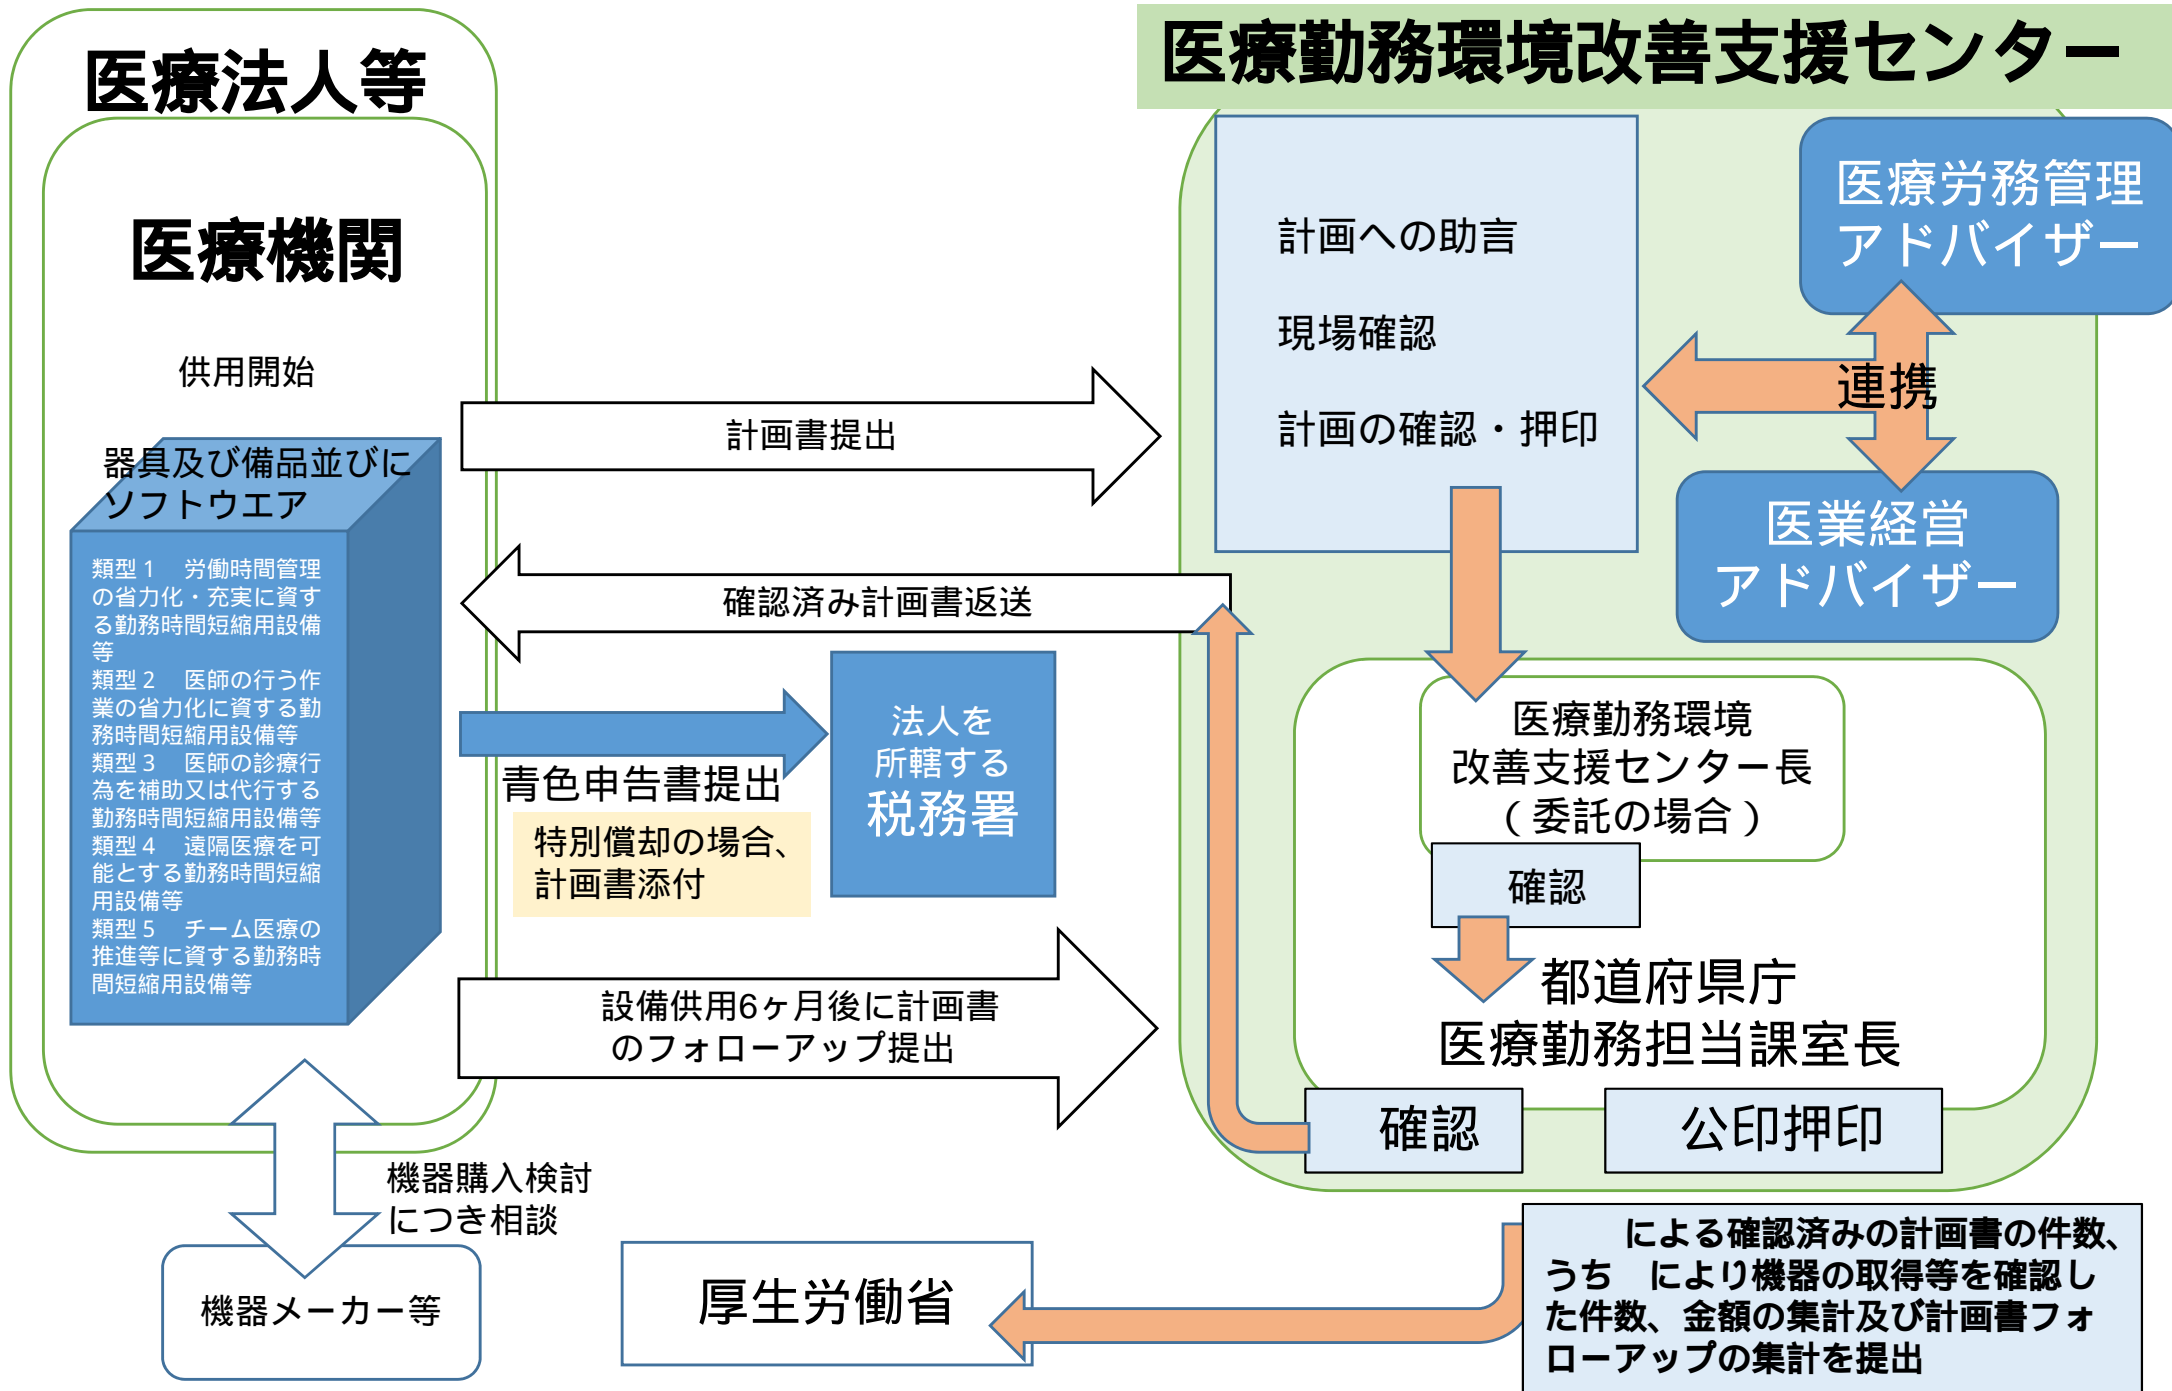 医療法人等
医療機関
供用開始
器具及び備品並びに
ソフトウエア
類型1　労働時間管理
の省力化・充実に資す
る勤務時間短縮用設備
等
類型2　医師の行う作
業の省力化に資する勤
務時間短縮用設備等
類型3　医師の診療行
為を補助又は代行する
勤務時間短縮用設備等
類型4　遠隔医療を可
能とする勤務時間短縮
用設備等
類型5　チーム医療の
推進等に資する勤務時
間短縮用設備等
機器購入検討
につき相談
機器メーカー等
計画書提出
確認済み計画書返送
青色申告書提出
特別償却の場合、
計画書添付
法人を
所轄する
税務署
設備供用6ヶ月後に計画書
のフォローアップ提出
医療勤務環境改善支援センター
計画への助言
現場確認
計画の確認・押印
医療労務管理
アドバイザー
連携
医業経営
アドバイザー
医療勤務環境
改善支援センター長
（委託の場合）
確認
都道府県庁
医療勤務担当課室長
確認
公印押印
厚生労働省
による確認済みの計画書の件数、
うち　により機器の取得等を確認し
た件数、金額の集計及び計画書フォ
ローアップの集計を提出